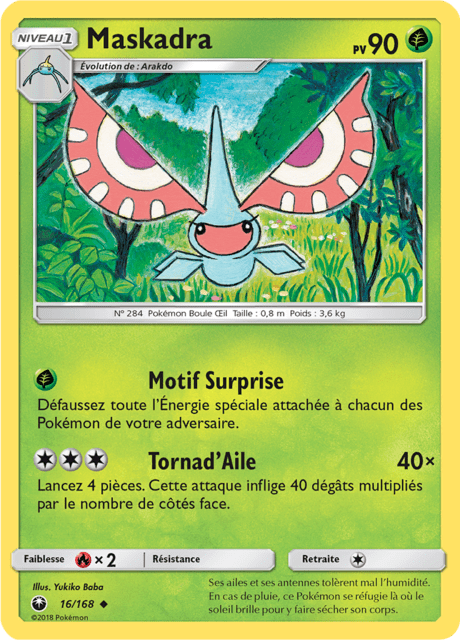 NIVEAU 1
Maskadra
PV 90
Évolution de : Arakdo
N° 284 Pokémon Boule Œil Taille : 0,8 m Poids : 3,6 kg
Motif Surprise
Défaussez toute l'Énergie spéciale attachée à chacun des
Pokémon de votre adversaire.
Tornad'Aile 40×
Lancez 4 pièces. Cette attaque inflige 40 dégâts multipliés
par le nombre de côtés face.
Faiblesse × 2 Résistance Retraite
Illus. Yukiko Baba
16/168
©2018 Pokémon
Ses ailes et ses antennes tolèrent mal l'humidité.
En cas de pluie, ce Pokémon se réfugie là où le
soleil brille pour y faire sécher son corps.